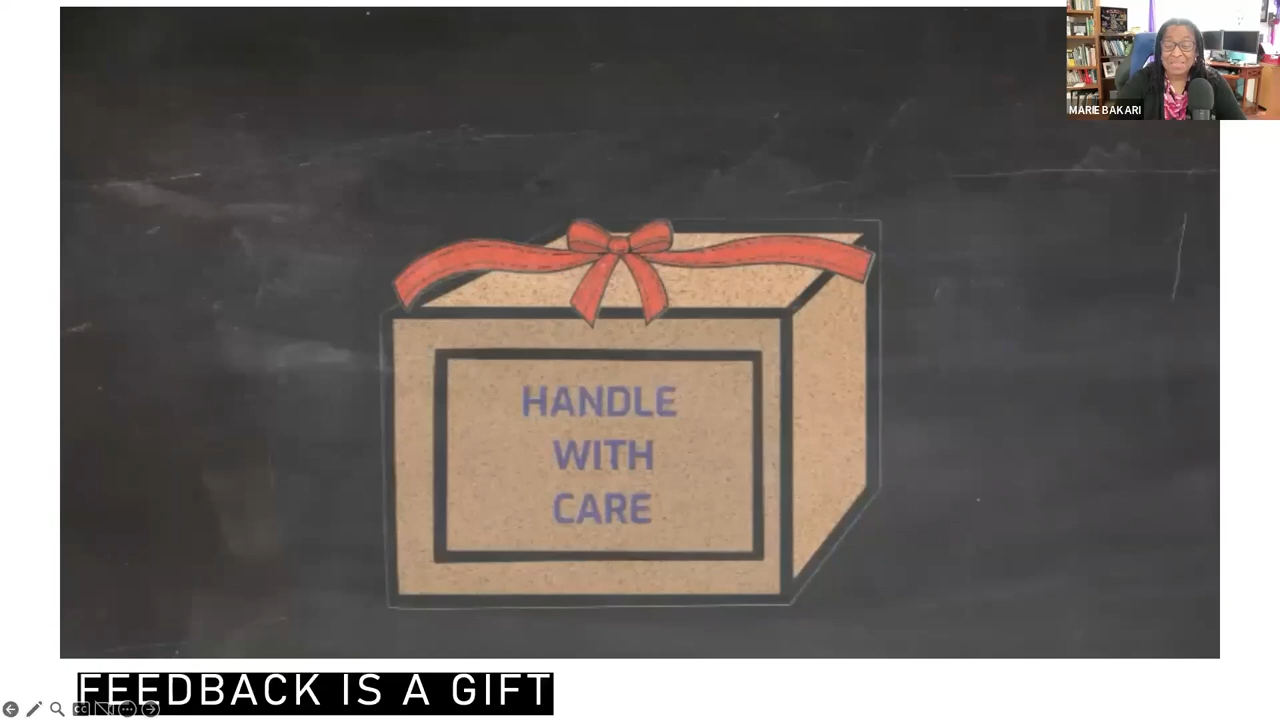 MARIE BAKARI
HANDLE
WITH
CARE
FEEDBACK IS A GIFT